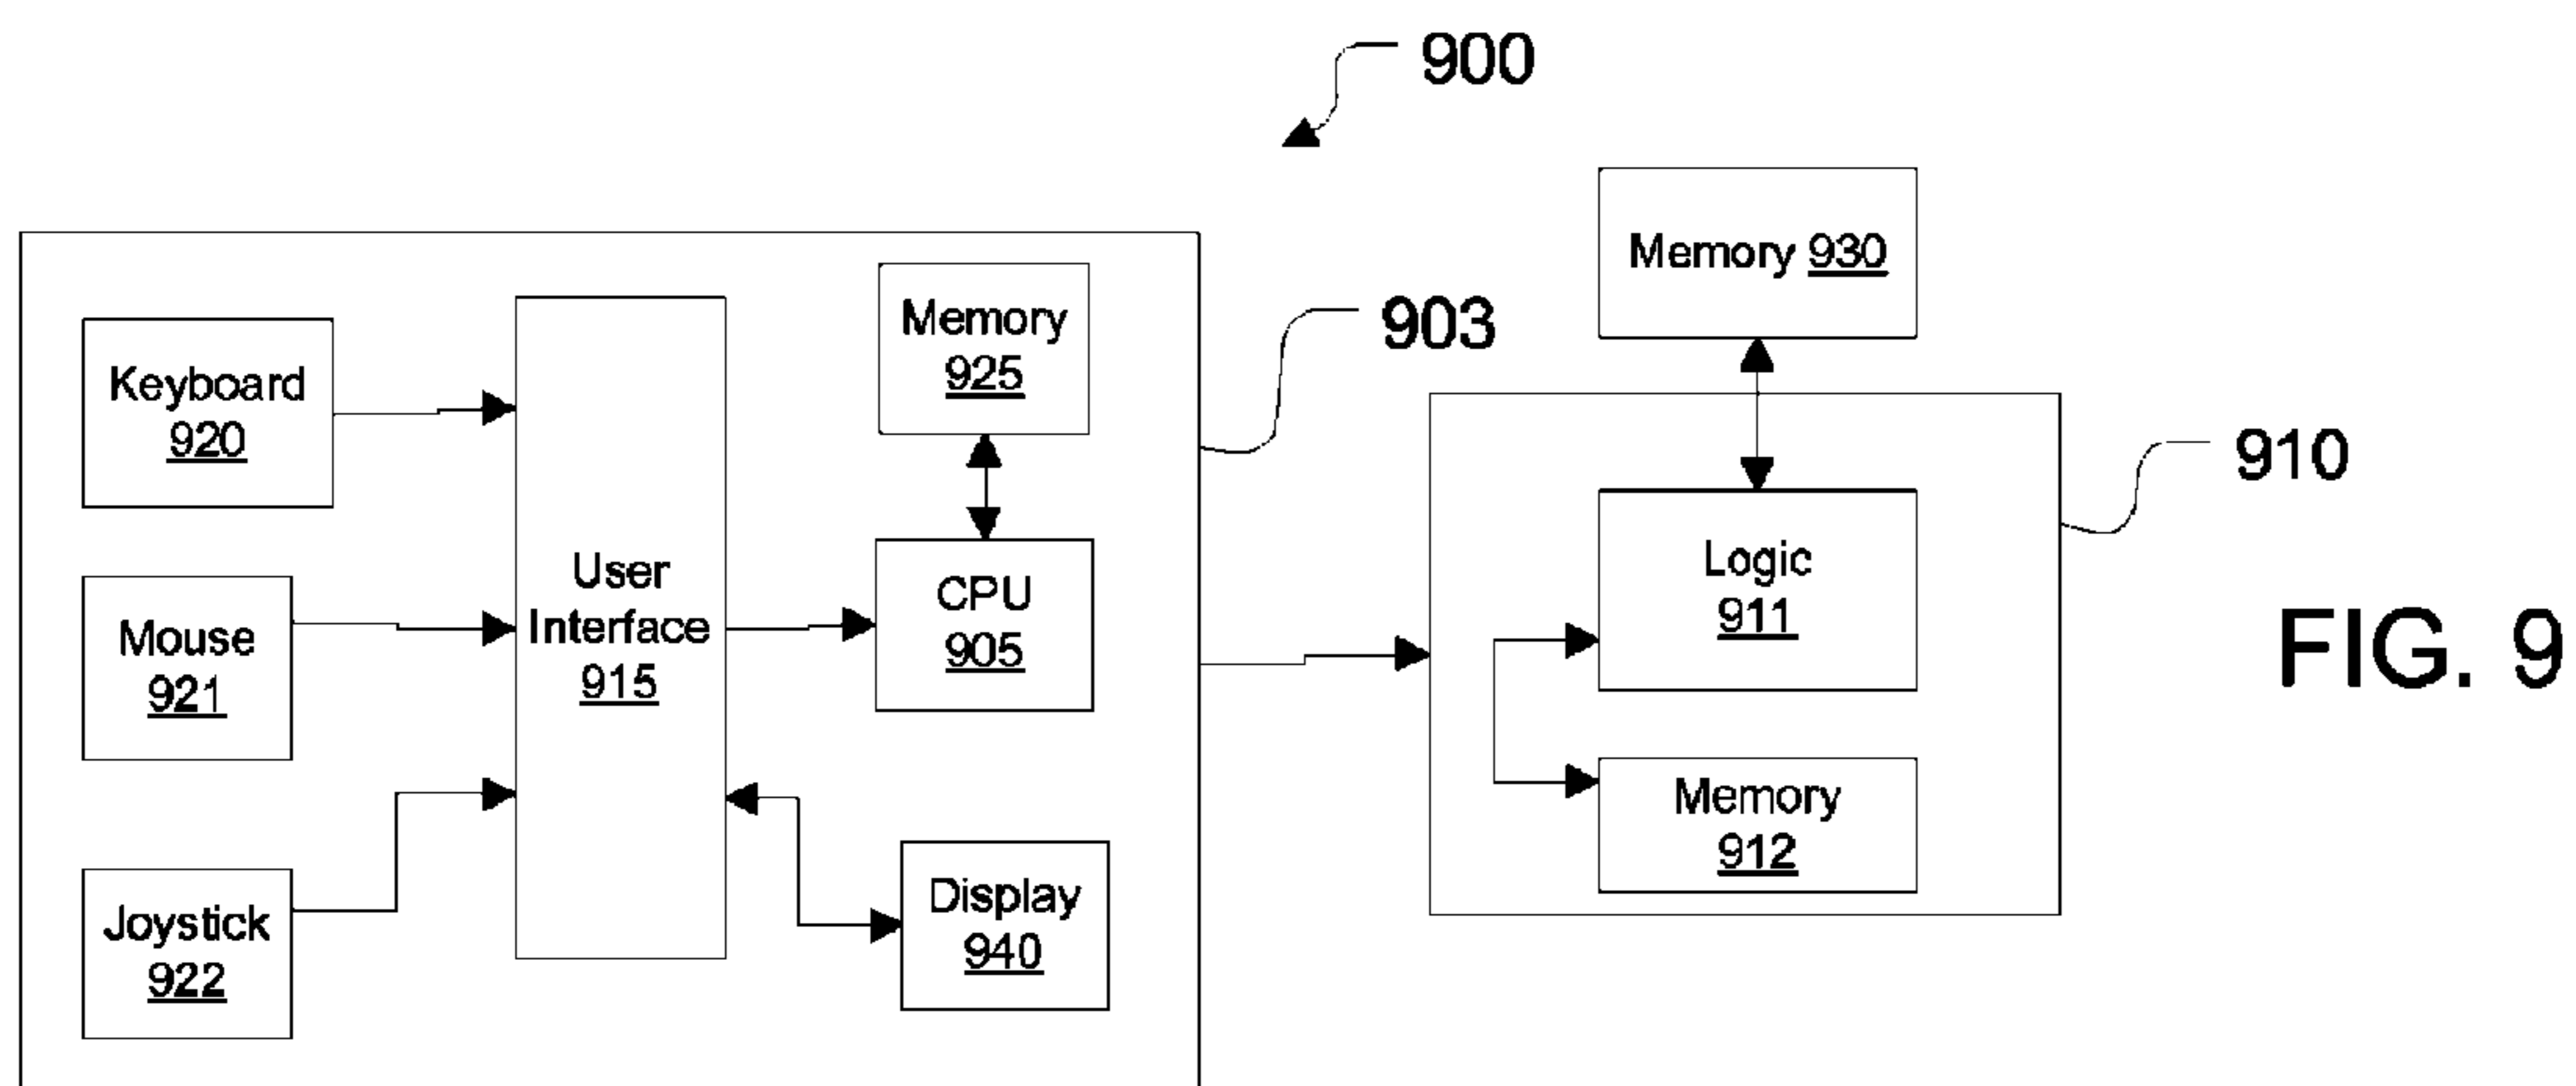 900
Memory 930
Memory
925
903
Keyboard
920
User
Interface
915
CPU
905
Mouse
921
Joystick
922
Display
940
910
Logic
911
Memory
912
FIG. 9